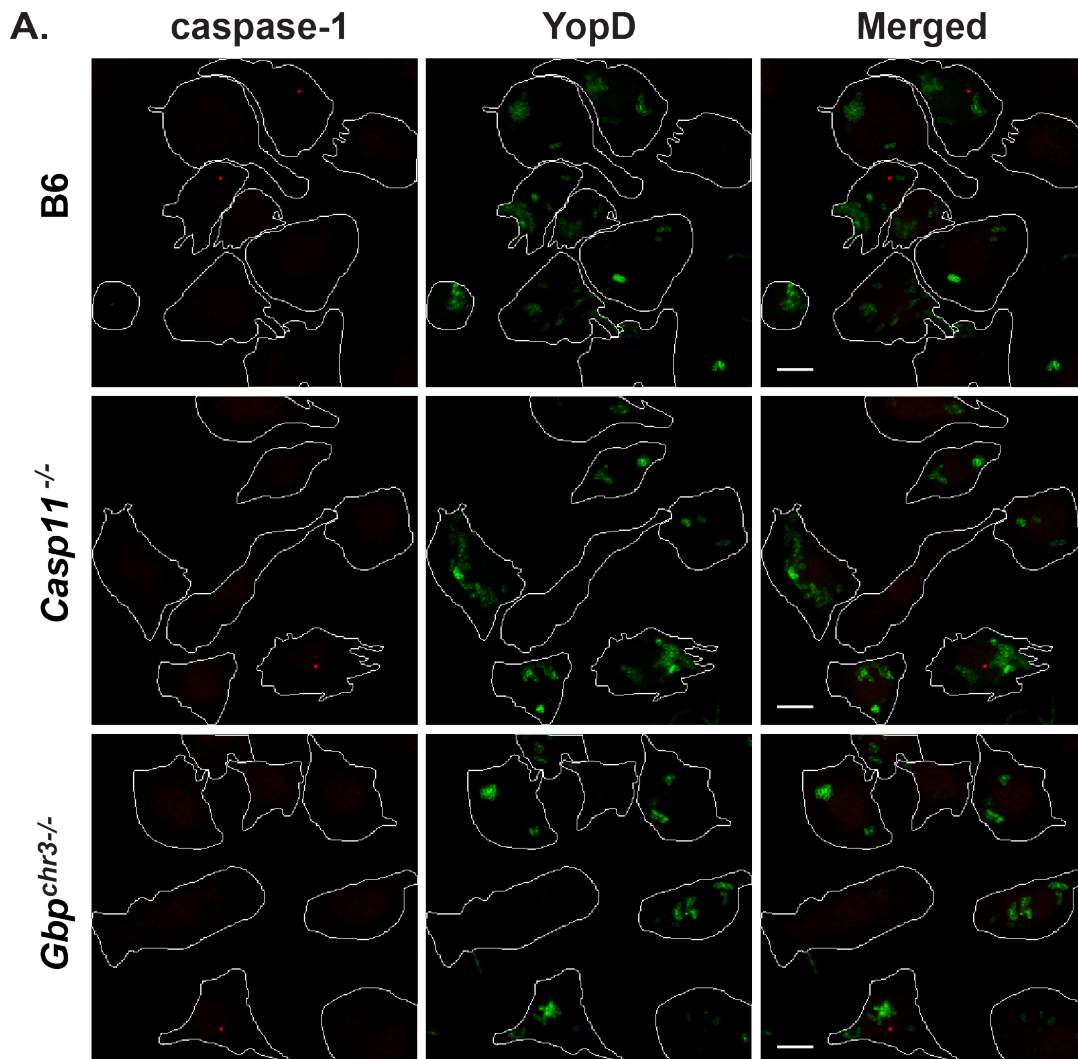 A.
caspase-1 YopD Merged
B6
Casp11-/-
Gbpchr3-/-